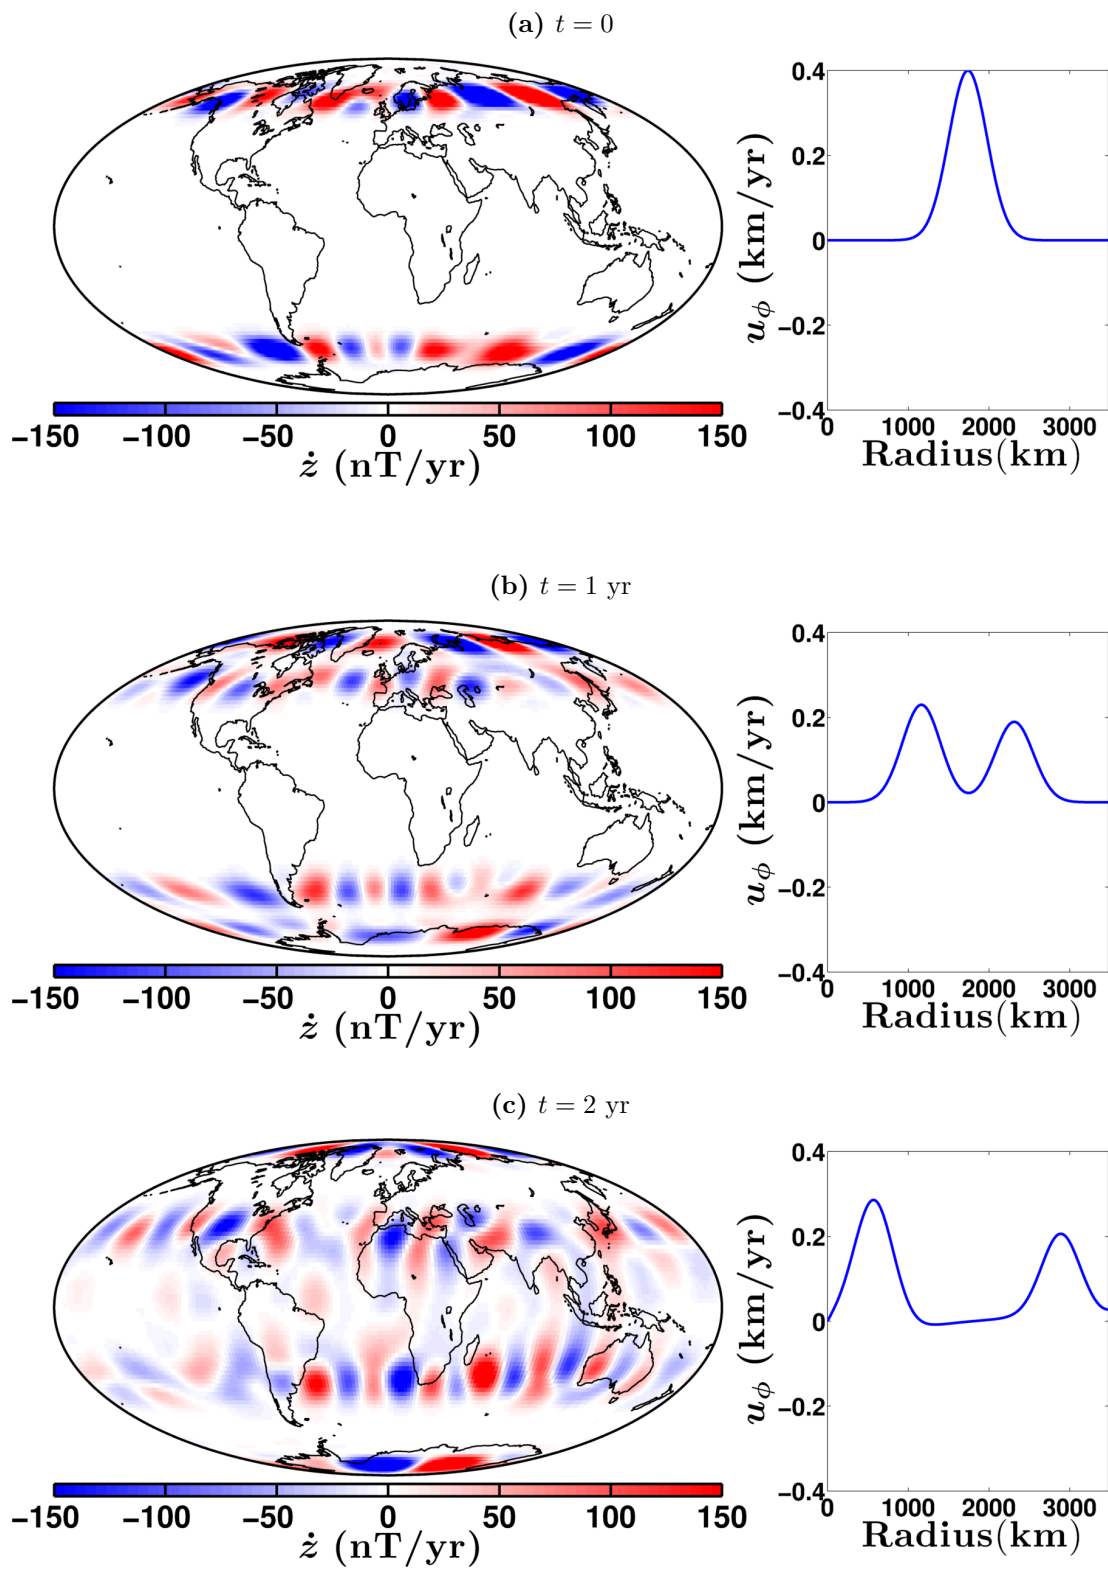 (a) t = 0
0.4
0.2
0
−0.2
−0.4
u_ϕ (km/yr)
0 1000 2000 3000
Radius(km)
−150 −100 −50 0 50 100 150
ż (nT/yr)
(b) t = 1 yr
0.4
0.2
0
−0.2
−0.4
u_ϕ (km/yr)
0 1000 2000 3000
Radius(km)
−150 −100 −50 0 50 100 150
ż (nT/yr)
(c) t = 2 yr
0.4
0.2
0
−0.2
−0.4
u_ϕ (km/yr)
0 1000 2000 3000
Radius(km)
−150 −100 −50 0 50 100 150
ż (nT/yr)